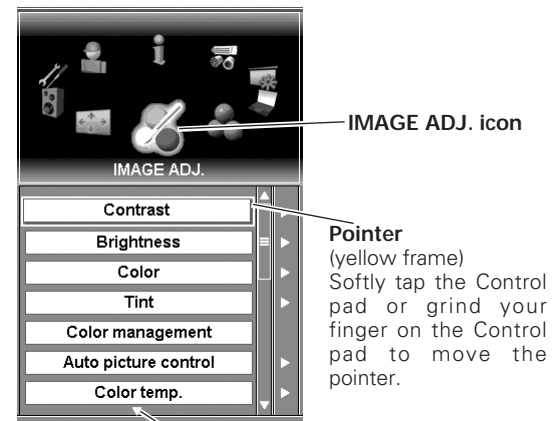 IMAGE ADJ. icon
IMAGE ADJ.
Contrast
Brightness
Color
Tint
Color management
Auto picture control
Color temp.
Pointer
(yellow frame)
Softly tap the Control
pad or grind your
finger on the Control
pad to move the
pointer.